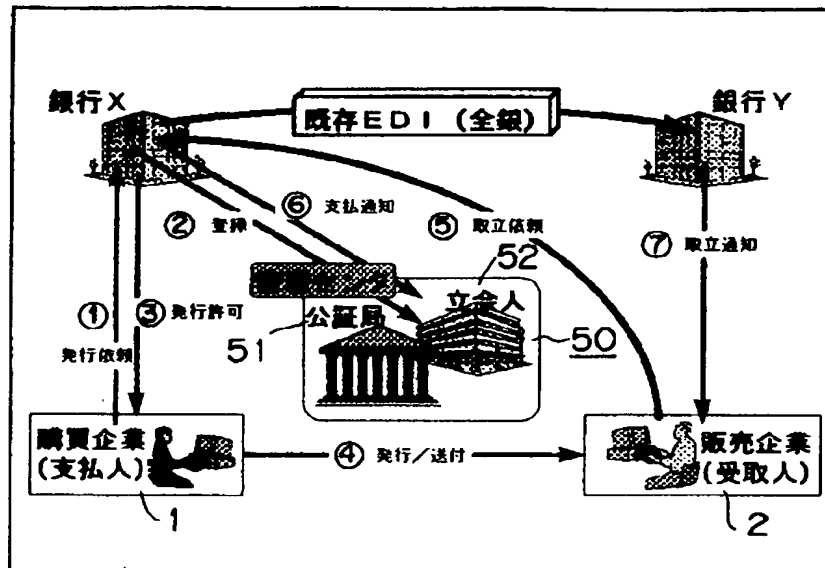 銀行X
既存EDI (全銀)
銀行Y
②
登録
⑥
支払通知
⑤
取立依頼
⑦
取立通知
①
発行依頼
③
発行許可
52
立会人
公証局
51
50
購買企業
(支払人)
④
発行/送付
販売企業
(受取人)
1
2